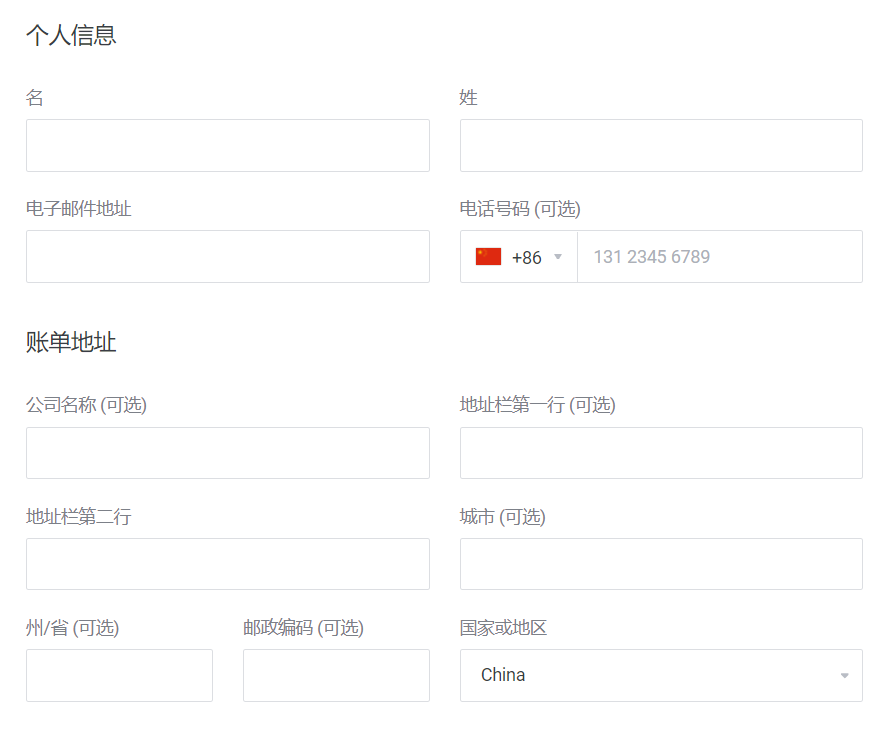 个人信息
名
姓
电子邮件地址
电话号码 (可选)
+86
131 2345 6789
账单地址
公司名称 (可选)
地址栏第一行 (可选)
地址栏第二行
城市 (可选)
州/省 (可选)
邮政编码 (可选)
国家或地区
China